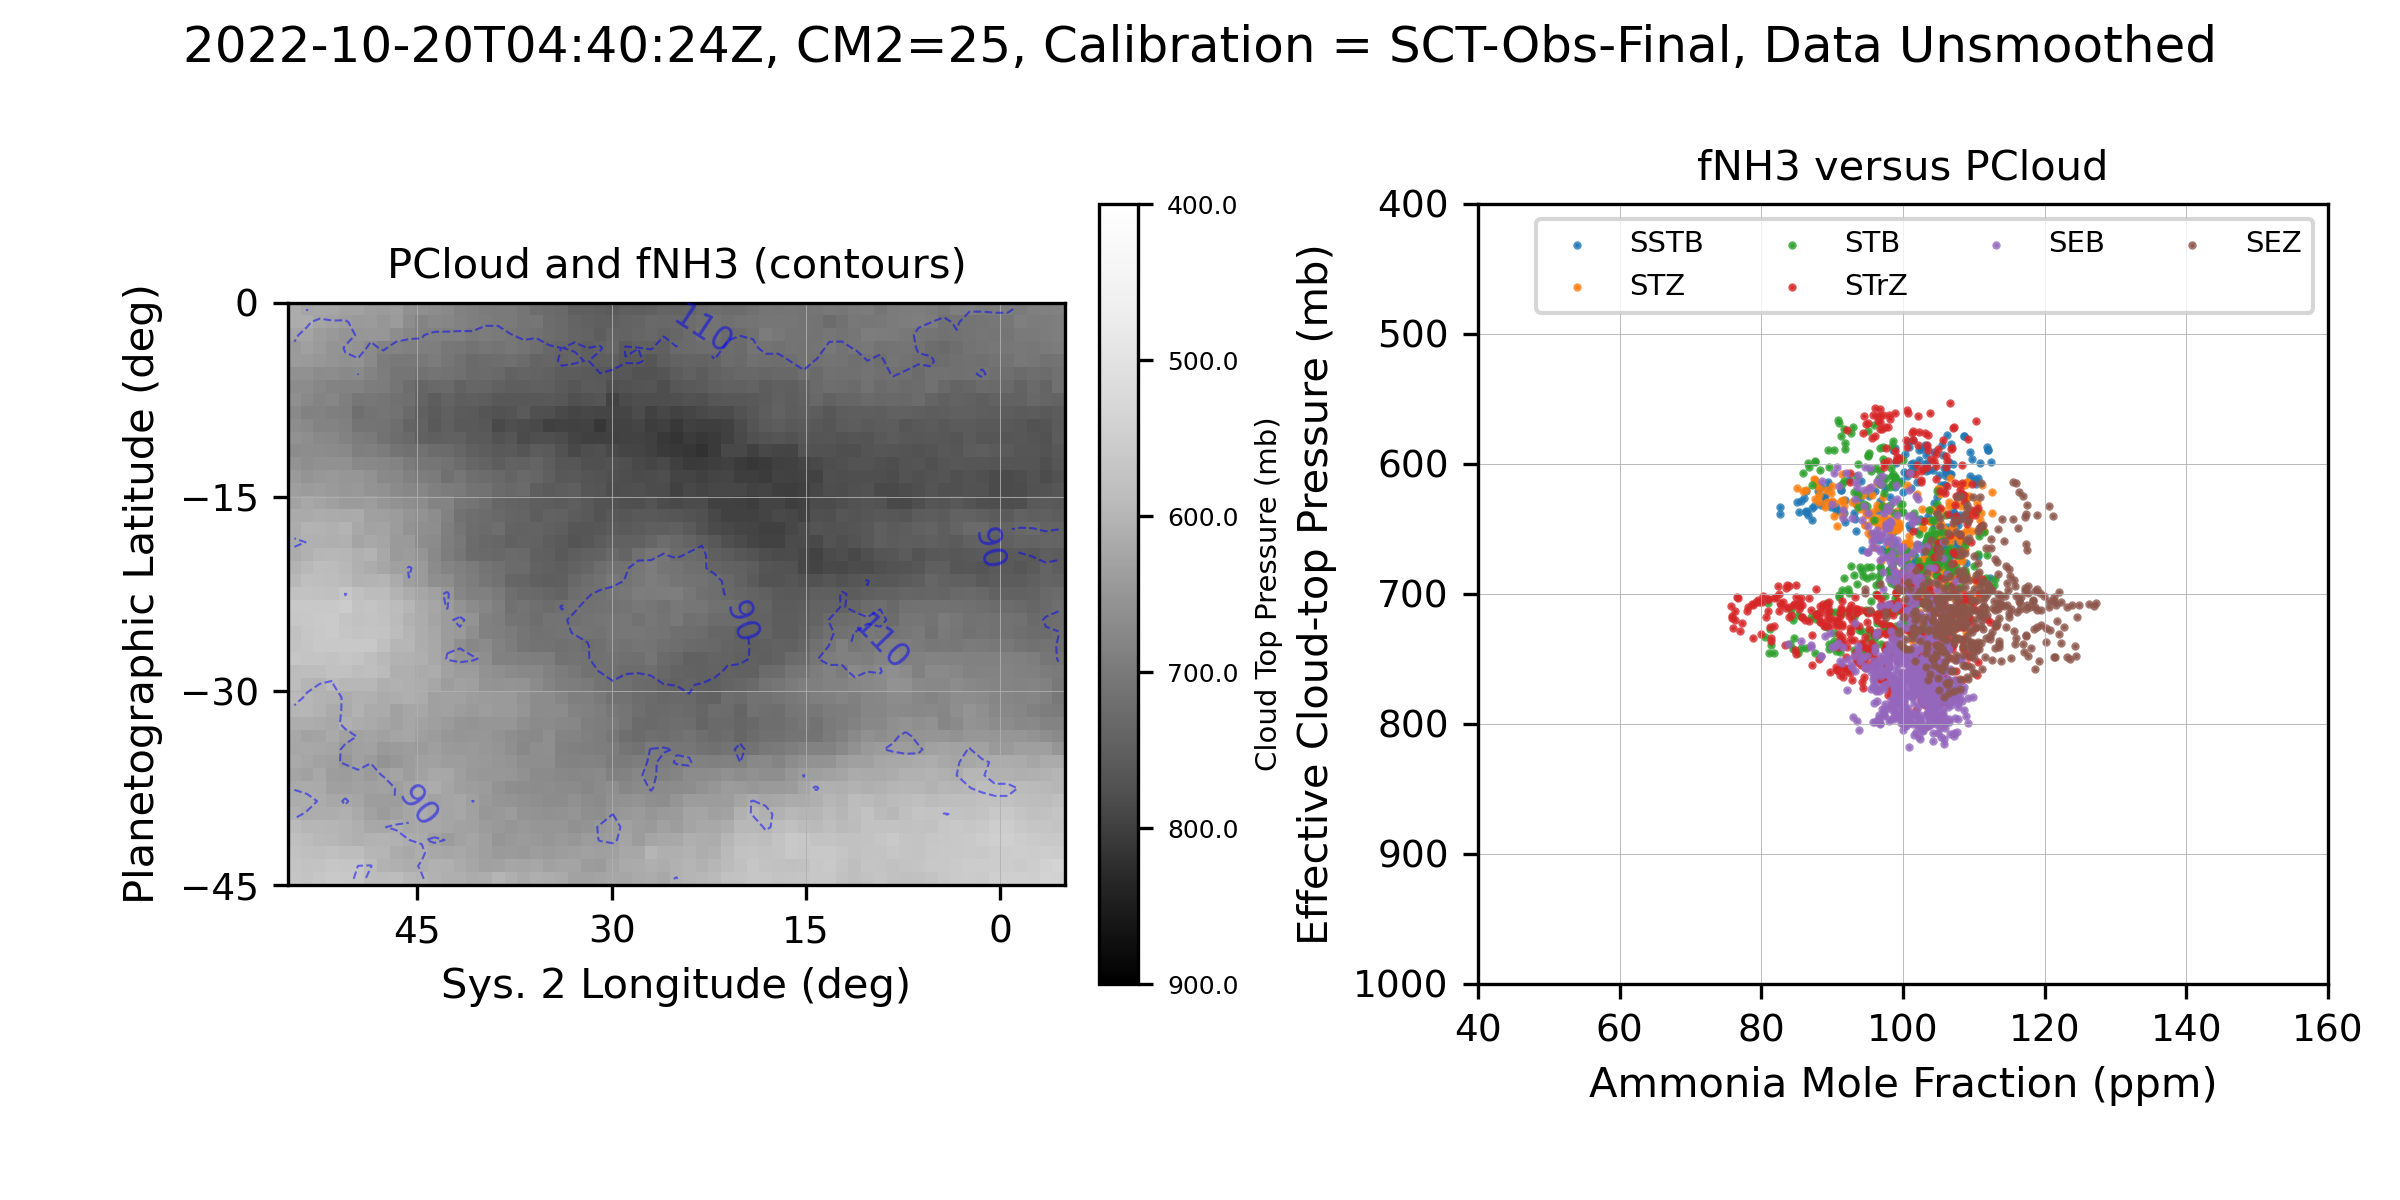 2022-10-20T04:40:24Z, CM2=25, Calibration = SCT-Obs-Final, Data Unsmoothed
PCloud and fNH3 (contours)
Planetographic Latitude (deg)
0
−15
−30
−45
45
30
15
0
Sys. 2 Longitude (deg)
110
90
90
110
90
400.0
500.0
600.0
700.0
800.0
900.0
Cloud Top Pressure (mb)
fNH3 versus PCloud
Effective Cloud-top Pressure (mb)
400
500
600
700
800
900
1000
SSTB
STB
SEB
SEZ
STZ
STrZ
40
60
80
100
120
140
160
Ammonia Mole Fraction (ppm)